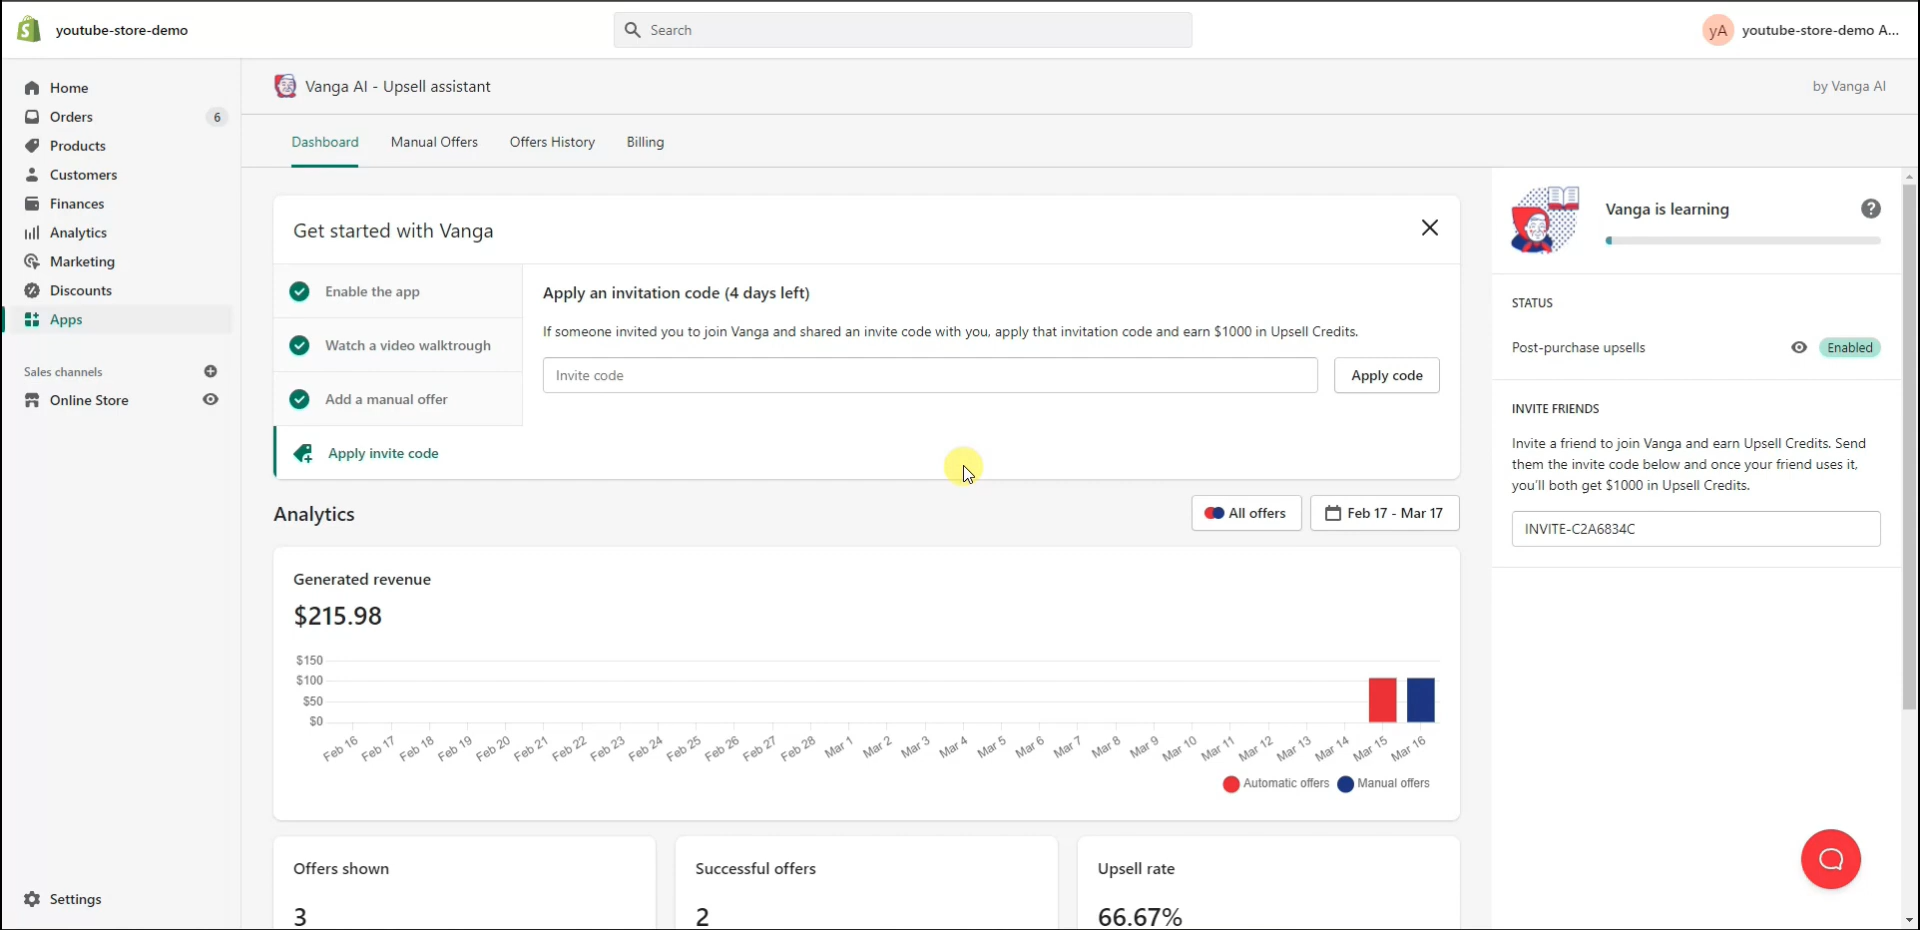 youtube-store-demo
Search
yA youtube-store-demo A...
Home
Orders 6
Products
Customers
Finances
Analytics
Marketing
Discounts
Apps
Sales channels
Online Store
Settings
Vanga AI - Upsell assistant
by Vanga AI
Dashboard Manual Offers Offers History Billing
Get started with Vanga
Enable the app
Watch a video walktrough
Add a manual offer
Apply invite code
Apply an invitation code (4 days left)
If someone invited you to join Vanga and shared an invite code with you, apply that invitation code and earn $1000 in Upsell Credits.
Invite code
Apply code
Analytics
All offers
Feb 17 - Mar 17
Generated revenue
$215.98
$150
$100
$50
$0
Feb 16 Feb 17 Feb 18 Feb 19 Feb 20 Feb 21 Feb 22 Feb 23 Feb 24 Feb 25 Feb 26 Feb 27 Feb 28 Mar 1 Mar 2 Mar 3 Mar 4 Mar 5 Mar 6 Mar 7 Mar 8 Mar 9 Mar 10 Mar 11 Mar 12 Mar 13 Mar 14 Mar 15 Mar 16
Automatic offers Manual offers
Offers shown
3
Successful offers
2
Upsell rate
66.67%
Vanga is learning
?
STATUS
Post-purchase upsells
Enabled
INVITE FRIENDS
Invite a friend to join Vanga and earn Upsell Credits. Send
them the invite code below and once your friend uses it,
you'll both get $1000 in Upsell Credits.
INVITE-C2A6834C